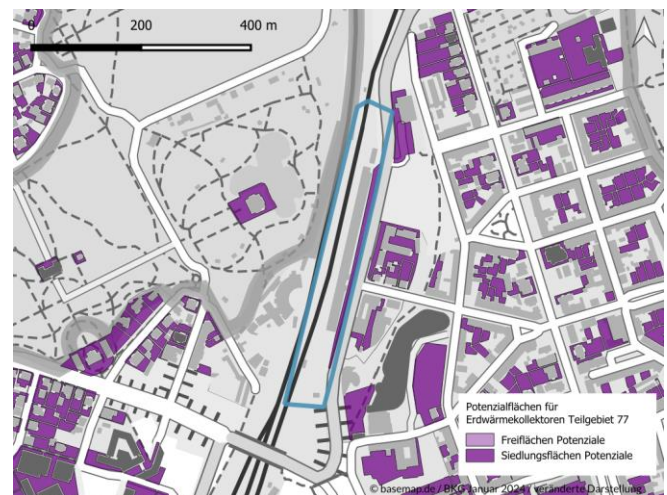 0 200 400 m
Potenzialflächen für
Erdwärmekollektoren Teilgebiet 77
Freiflächen Potenziale
Siedlungsflächen Potenziale
© basemap.de / BKG Januar 2024 / veränderte Darstellung